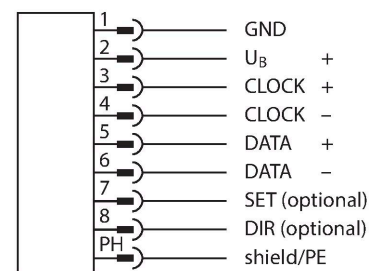 1 GND
2 U_B +
3 CLOCK +
4 CLOCK –
5 DATA +
6 DATA –
7 SET (optional)
8 DIR (optional)
PH shield/PE